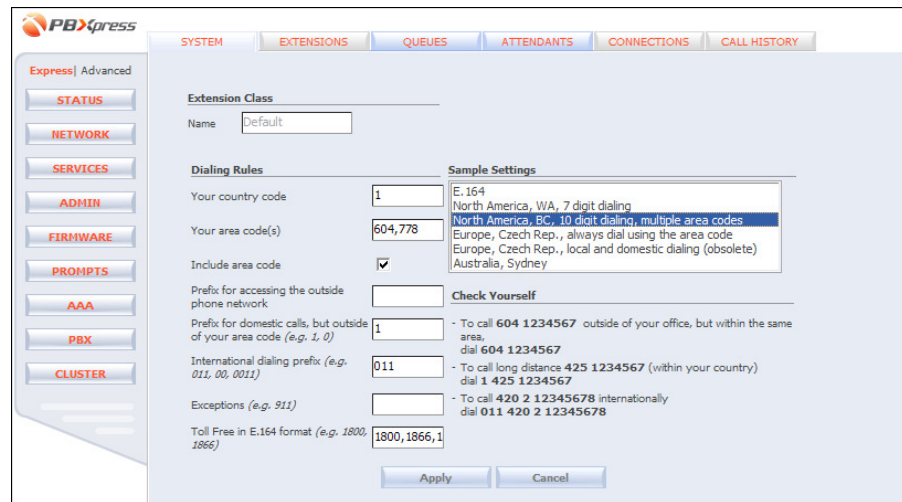 PBXpress
SYSTEM EXTENSIONS QUEUES ATTENDANTS CONNECTIONS CALL HISTORY
Express| Advanced
STATUS
NETWORK
SERVICES
ADMIN
FIRMWARE
PROMPTS
AAA
PBX
CLUSTER
Extension Class
Name Default
Dialing Rules
Your country code 1
Your area code(s) 604,778
Include area code
Prefix for accessing the outside
phone network
Prefix for domestic calls, but outside
of your area code (e.g. 1, 0) 1
International dialing prefix (e.g.
011, 00, 0011) 011
Exceptions (e.g. 911)
Toll Free in E.164 format (e.g. 1800,
1866) 1800,1866,1
Sample Settings
E.164
North America, WA, 7 digit dialing
North America, BC, 10 digit dialing, multiple area codes
Europe, Czech Rep., always dial using the area code
Europe, Czech Rep., local and domestic dialing (obsolete)
Australia, Sydney
Check Yourself
- To call 604 1234567 outside of your office, but within the same
area,
dial 604 1234567
- To call long distance 425 1234567 (within your country)
dial 1 425 1234567
- To call 420 2 12345678 internationally
dial 011 420 2 12345678
Apply Cancel